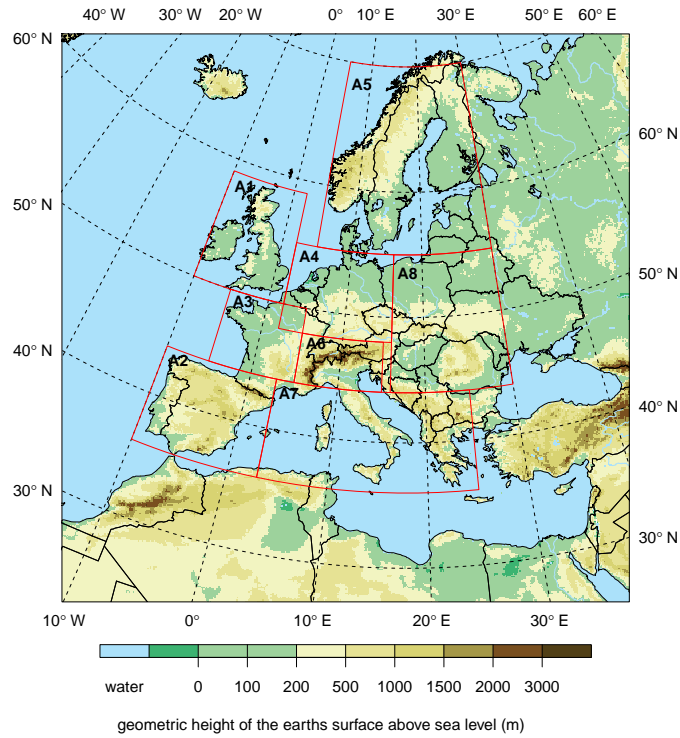 40° W 30° W 20° W 0° 10° E 30° E 50° E 60° E
60° N
A5
60° N
A1
50° N
A4
A8
50° N
A3
40° N
A6
A2
A7
40° N
30° N
30° N
10° W 0° E 10° E 20° E 30° E
water 0 100 200 500 1000 1500 2000 3000
geometric height of the earths surface above sea level (m)